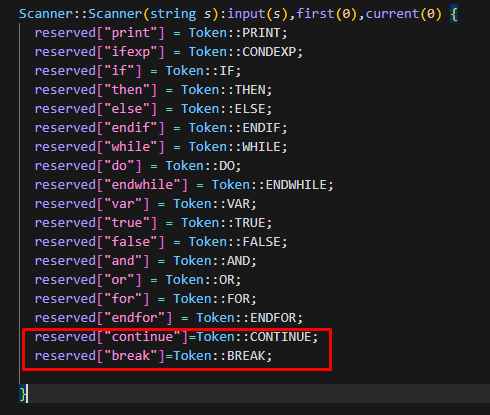 Scanner::Scanner(string s):input(s),first(0),current(0) {
reserved["print"] = Token::PRINT;
reserved["ifexp"] = Token::CONDEXP;
reserved["if"] = Token::IF;
reserved["then"] = Token::THEN;
reserved["else"] = Token::ELSE;
reserved["endif"] = Token::ENDIF;
reserved["while"] = Token::WHILE;
reserved["do"] = Token::DO;
reserved["endwhile"] = Token::ENDWHILE;
reserved["var"] = Token::VAR;
reserved["true"] = Token::TRUE;
reserved["false"] = Token::FALSE;
reserved["and"] = Token::AND;
reserved["or"] = Token::OR;
reserved["for"] = Token::FOR;
reserved["endfor"] = Token::ENDFOR;
reserved["continue"]=Token::CONTINUE;
reserved["break"]=Token::BREAK;
}